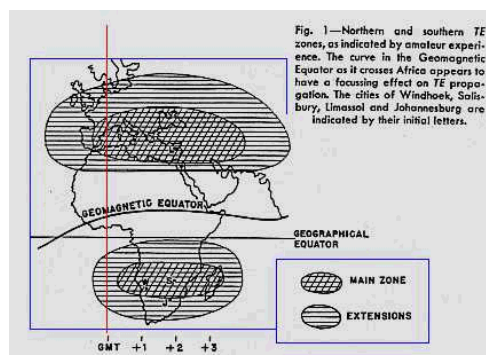 Fig. 1—Northern and southern TE
zones, as indicated by amateur experi-
ence. The curve in the Geomagnetic
Equator as it crosses Africa appears to
have a focussing effect on TE propa-
gation. The cities of Windhoek, Salis-
bury, Limassol and Johannesburg are
indicated by their initial letters.
GEOMAGNETIC EQUATOR
GEOGRAPHICAL
EQUATOR
MAIN ZONE
EXTENSIONS
GMT +1 +2 +3